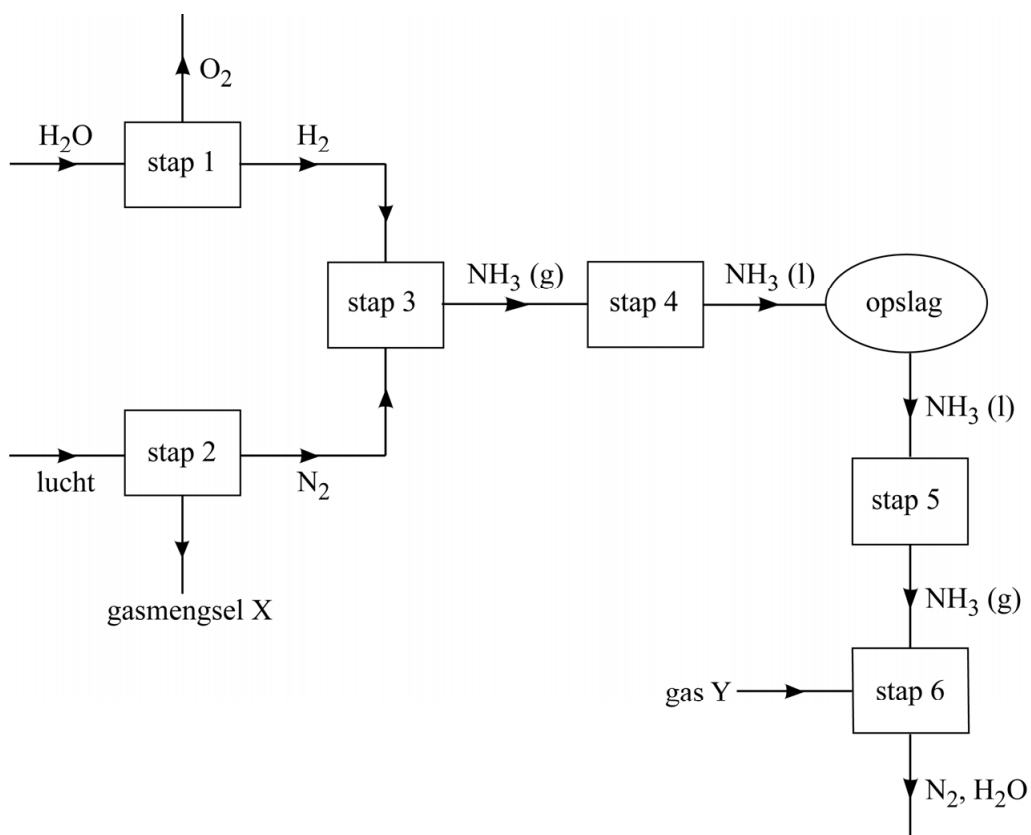 O₂
H₂O
stap 1
H₂
stap 3
NH₃ (g)
stap 4
NH₃ (l)
opslag
lucht
stap 2
N₂
gasmengsel X
NH₃ (l)
stap 5
NH₃ (g)
gas Y
stap 6
N₂, H₂O